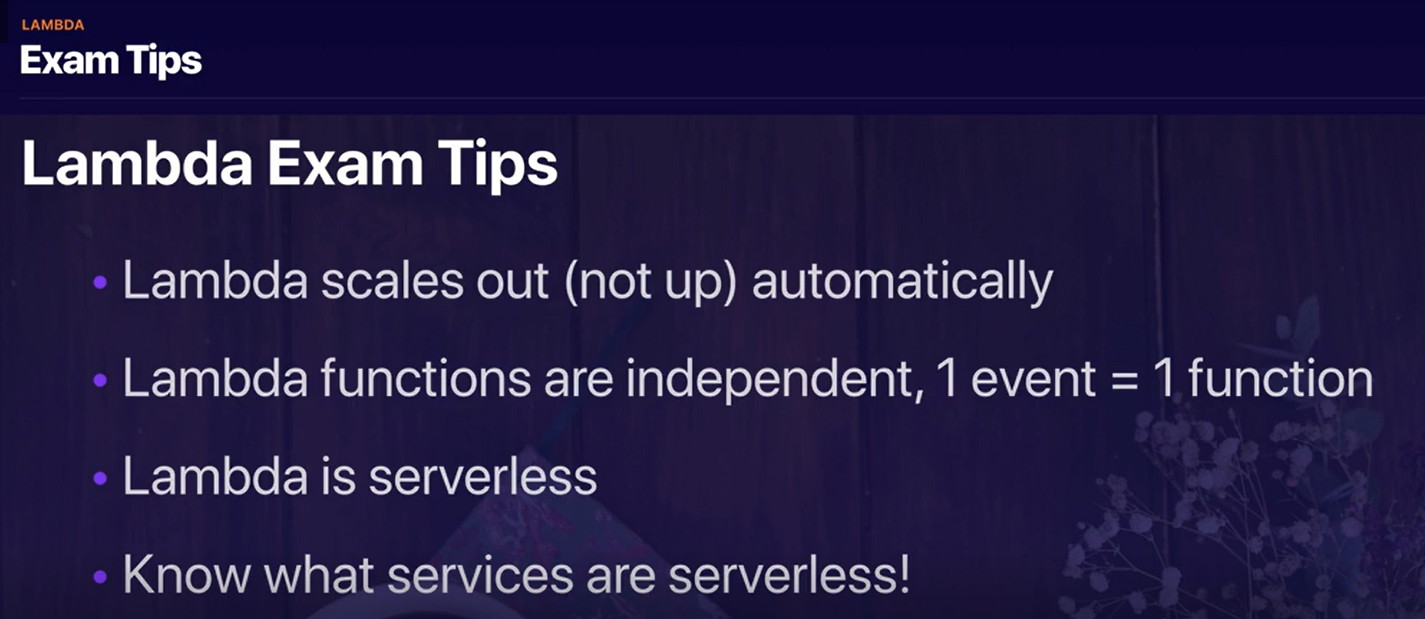 LAMBDA
Exam Tips
Lambda Exam Tips
• Lambda scales out (not up) automatically
• Lambda functions are independent, 1 event = 1 function
• Lambda is serverless
• Know what services are serverless!